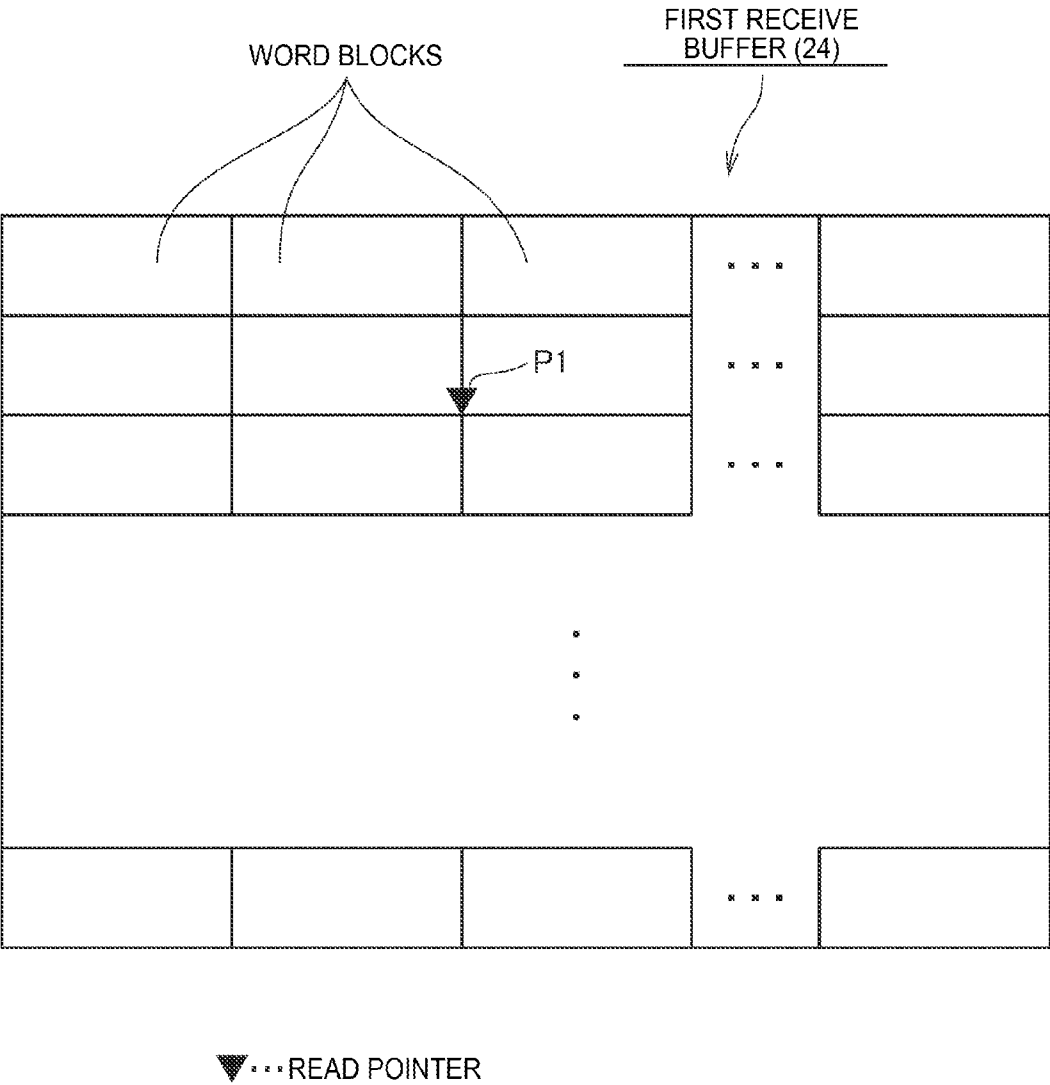 FIRST RECEIVE
BUFFER (24)
WORD BLOCKS
P1
▼・・・READ POINTER